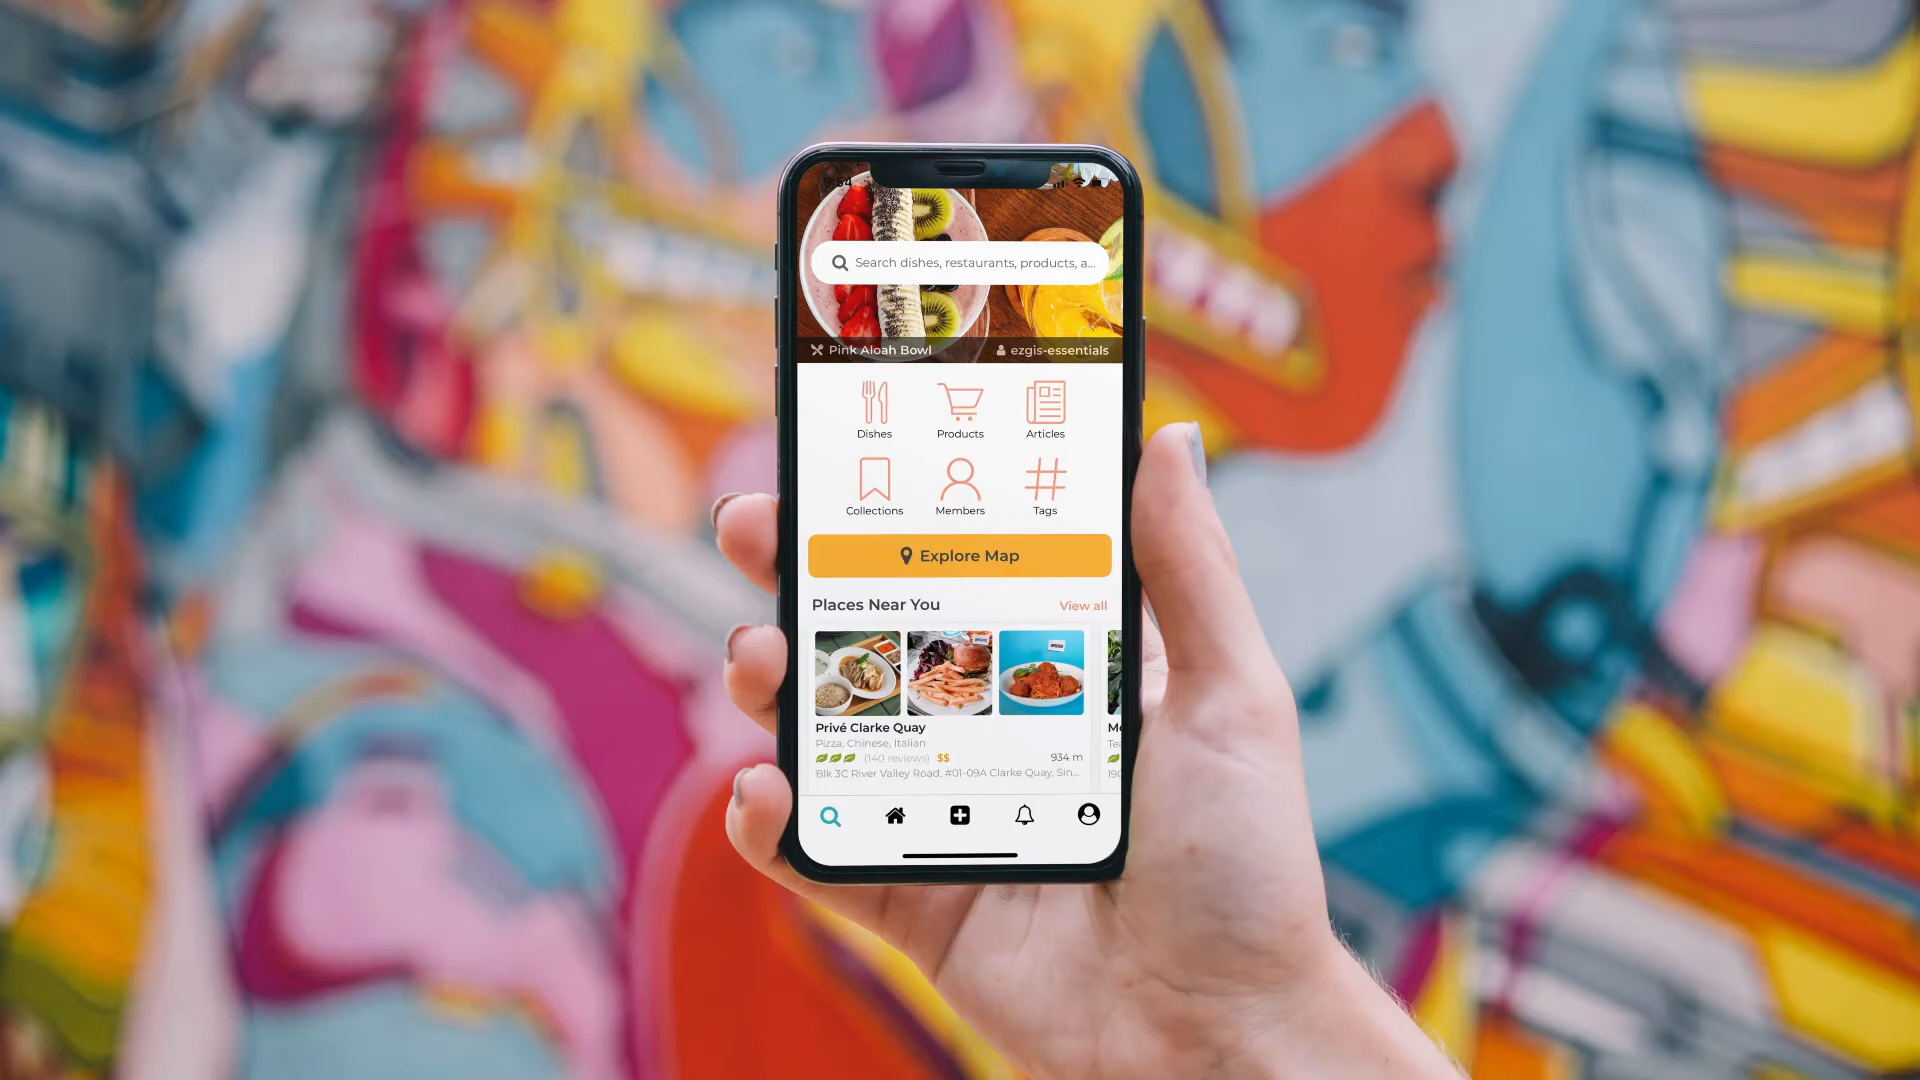 9:54
Search dishes, restaurants, products, a...
Pink Aloah Bowl
ezgis-essentials
Dishes
Products
Articles
Collections
Members
Tags
Explore Map
Places Near You
View all
Privé Clarke Quay
Pizza, Chinese, Italian
(140 reviews) $$
934 m
Blk 3C River Valley Road, #01-09A Clarke Quay, Sin...